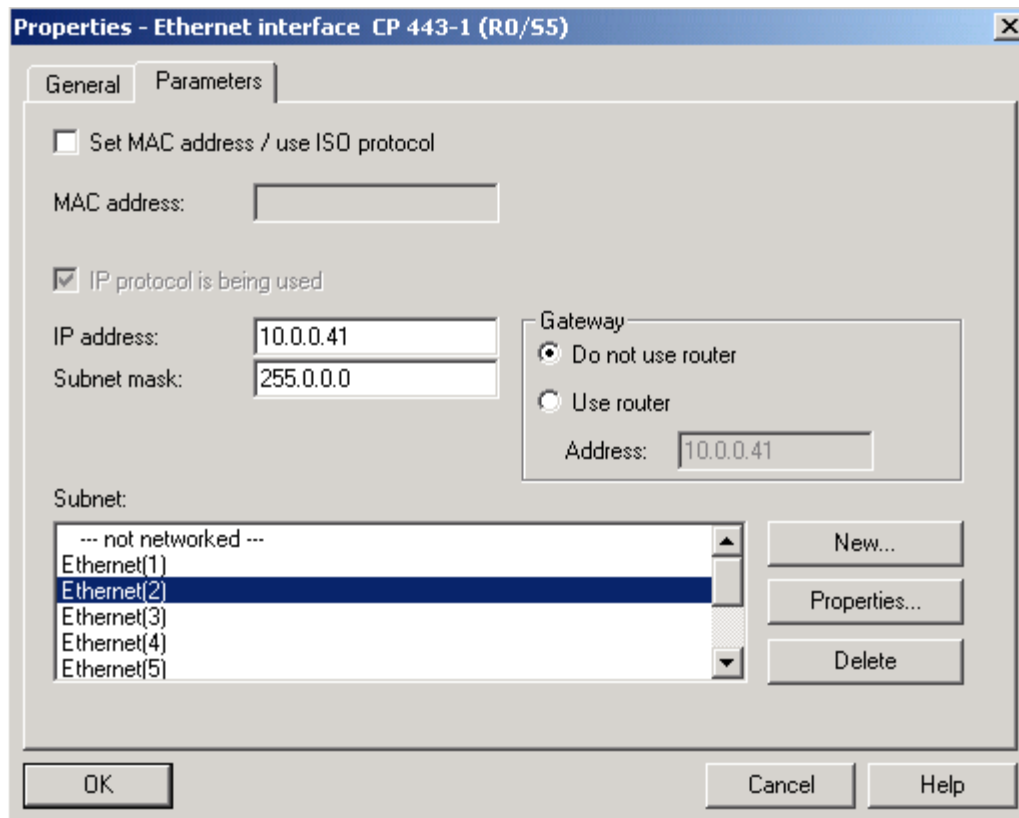 Properties - Ethernet interface CP 443-1 (R0/S5)
General
Parameters
Set MAC address / use ISO protocol
MAC address:
IP protocol is being used
IP address:
10.0.0.41
Subnet mask:
255.0.0.0
Gateway
Do not use router
Use router
Address:
10.0.0.41
Subnet:
--- not networked ---
Ethernet(1)
Ethernet(2)
Ethernet(3)
Ethernet(4)
Ethernet(5)
New...
Properties...
Delete
OK
Cancel
Help